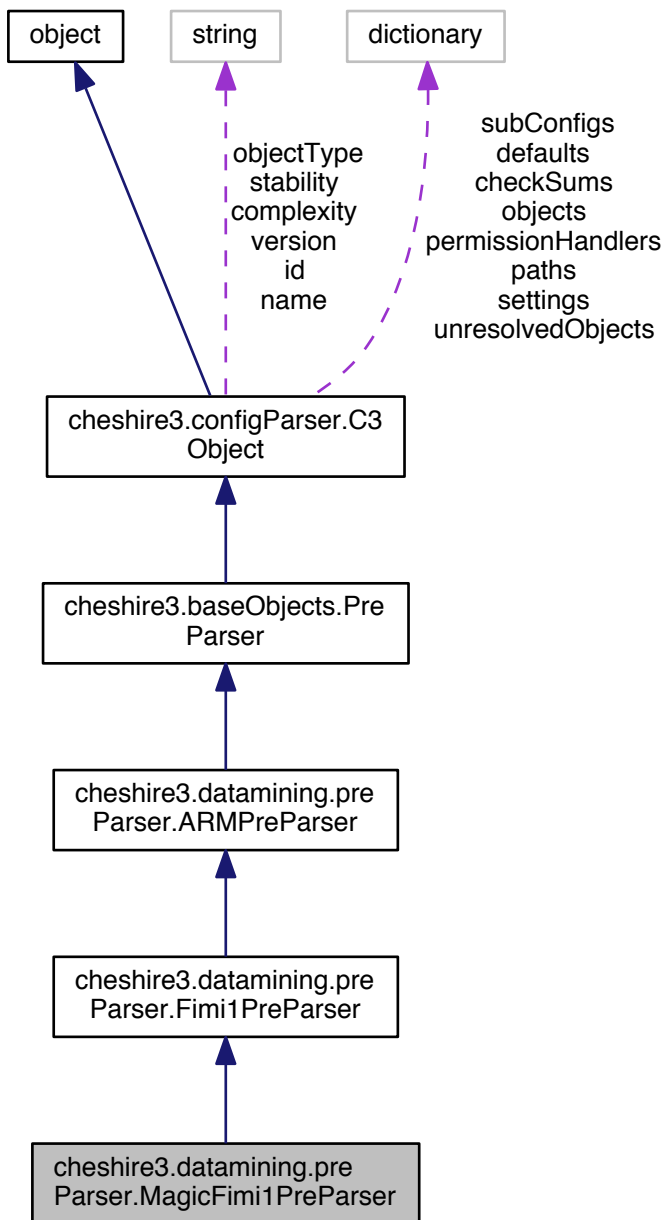 object
string
dictionary
objectType
stability
complexity
version
id
name
subConfigs
defaults
checkSums
objects
permissionHandlers
paths
settings
unresolvedObjects
cheshire3.configParser.C3
Object
cheshire3.baseObjects.Pre
Parser
cheshire3.datamining.pre
Parser.ARMPreParser
cheshire3.datamining.pre
Parser.Fimi1PreParser
cheshire3.datamining.pre
Parser.MagicFimi1PreParser